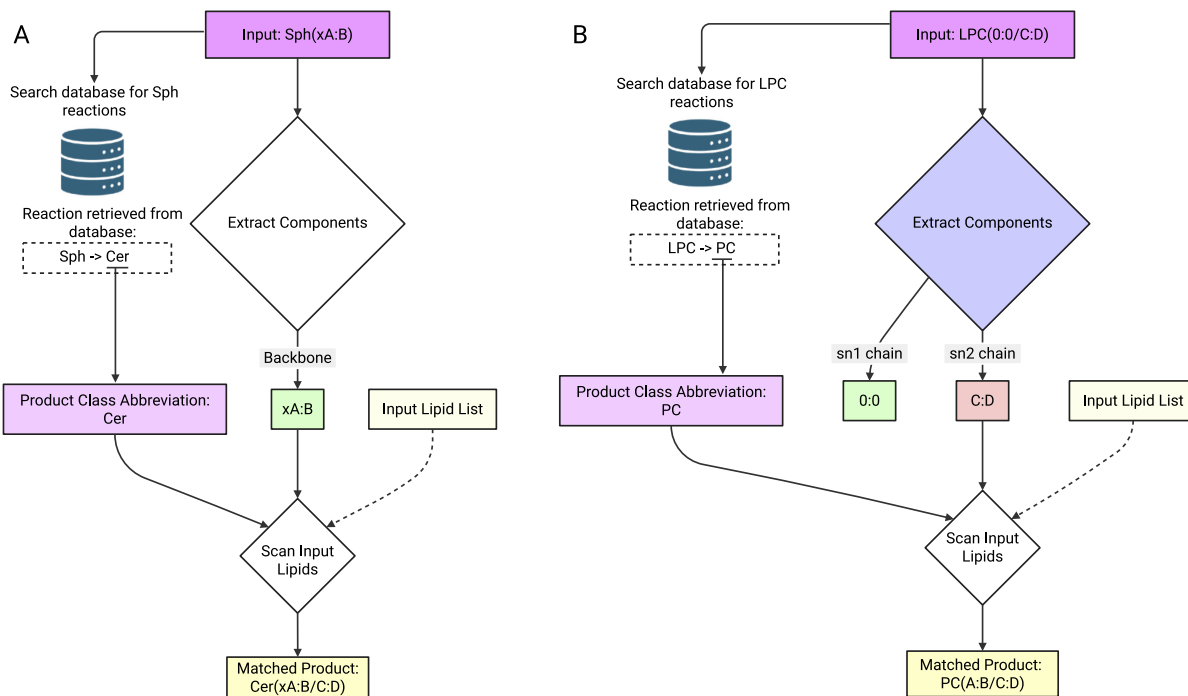 A
Input: Sph(xA:B)
Search database for Sph
reactions
Reaction retrieved from
database:
Sph -> Cer
Extract Components
Backbone
Product Class Abbreviation:
Cer
xA:B
Input Lipid List
Scan Input
Lipids
Matched Product:
Cer(xA:B/C:D)
B
Input: LPC(0:0/C:D)
Search database for LPC
reactions
Reaction retrieved from
database:
LPC -> PC
Extract Components
sn1 chain
sn2 chain
Product Class Abbreviation:
PC
0:0
C:D
Input Lipid List
Scan Input
Lipids
Matched Product:
PC(A:B/C:D)